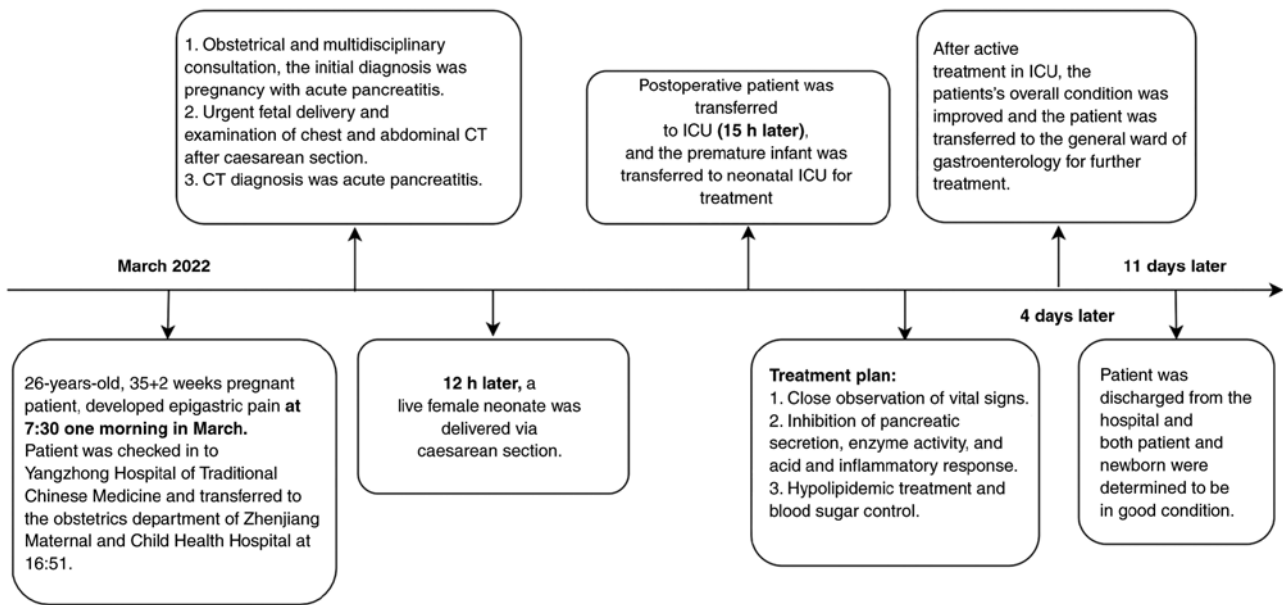 1. Obstetrical and multidisciplinary
consultation, the initial diagnosis was
pregnancy with acute pancreatitis.
2. Urgent fetal delivery and
examination of chest and abdominal CT
after caesarean section.
3. CT diagnosis was acute pancreatitis.
Postoperative patient was
transferred
to ICU (15 h later),
and the premature infant was
transferred to neonatal ICU for
treatment
After active
treatment in ICU, the
patients's overall condition was
improved and the patient was
transferred to the general ward of
gastroenterology for further
treatment.
March 2022
11 days later
4 days later
26-years-old, 35+2 weeks pregnant
patient, developed epigastric pain at
7:30 one morning in March.
Patient was checked in to
Yangzhong Hospital of Traditional
Chinese Medicine and transferred to
the obstetrics department of Zhenjiang
Maternal and Child Health Hospital at
16:51.
12 h later, a
live female neonate was
delivered via
caesarean section.
Treatment plan:
1. Close observation of vital signs.
2. Inhibition of pancreatic
secretion, enzyme activity, and
acid and inflammatory response.
3. Hypolipidemic treatment and
blood sugar control.
Patient was
discharged from the
hospital and
both patient and
newborn were
determined to be
in good condition.